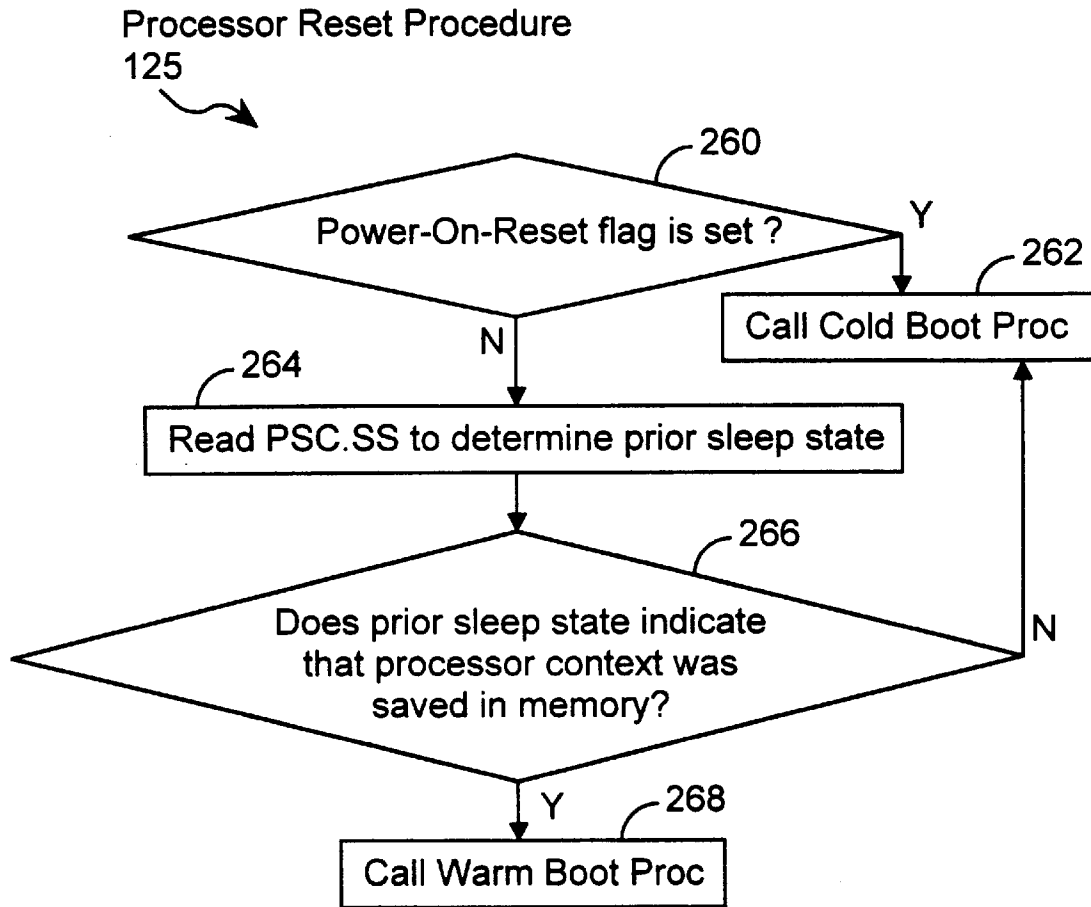 Processor Reset Procedure
125
260
Power-On-Reset flag is set ?
Y
262
Call Cold Boot Proc
N
264
Read PSC.SS to determine prior sleep state
266
Does prior sleep state indicate
that processor context was
saved in memory?
N
Y
268
Call Warm Boot Proc